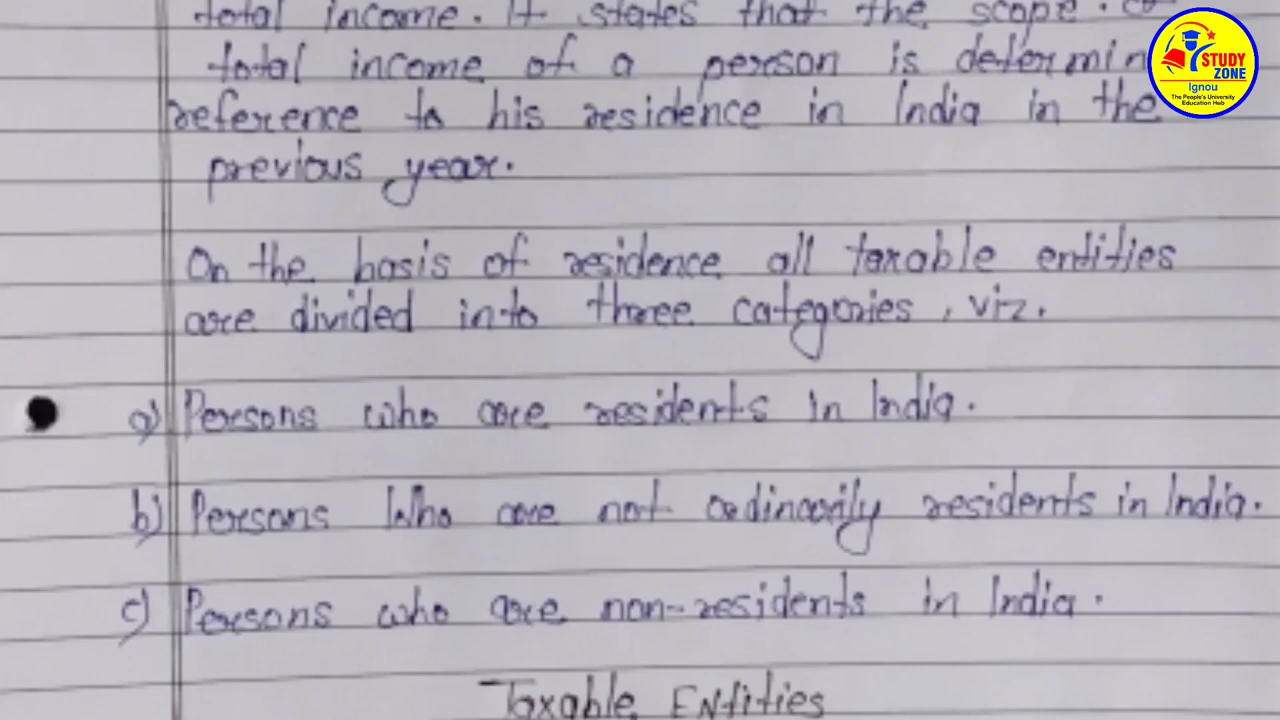 total income. It states that the scope of
total income of a person is determin
reference to his residence in India in the
previous year.
On the basis of residence all taxable entities
are divided into three categories, viz.
a) Persons who are residents in India.
b) Persons Who are not ordinarily residents in India.
c) Persons who are non-residents in India.
Taxable Entities
STUDY
ZONE
Ignou
The People's University
Education Hub